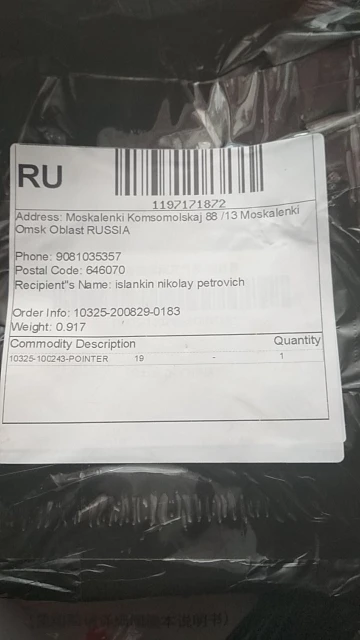 RU
1197171872
Address: Moskalenki Komsomolskaj 88 /13 Moskalenki
Omsk Oblast RUSSIA
Phone: 9081035357
Postal Code: 646070
Recipient"s Name: islankin nikolay petrovich
Order Info: 10325-200829-0183
Weight: 0.917
Commodity Description Quantity
10325-100243-POINTER 19 - 1